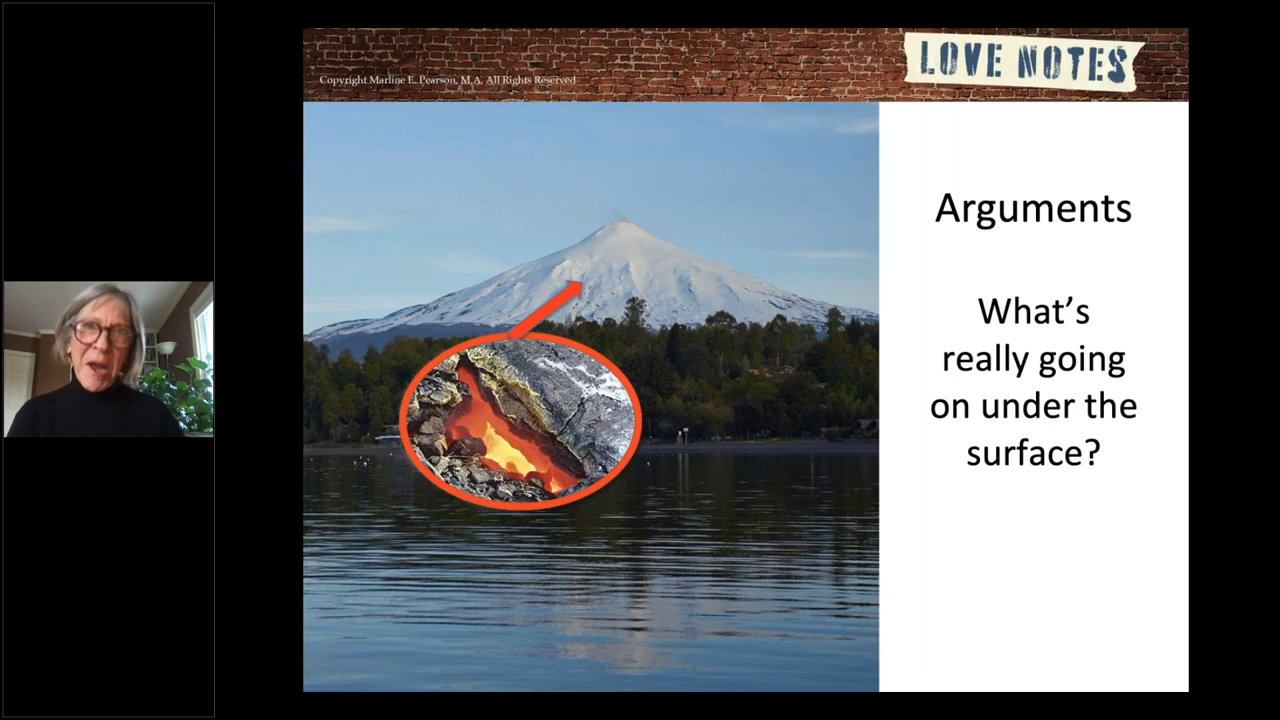 LOVE NOTES
Copyright Marline E. Pearson, M.A. All Rights Reserved
Arguments
What’s
really going
on under the
surface?